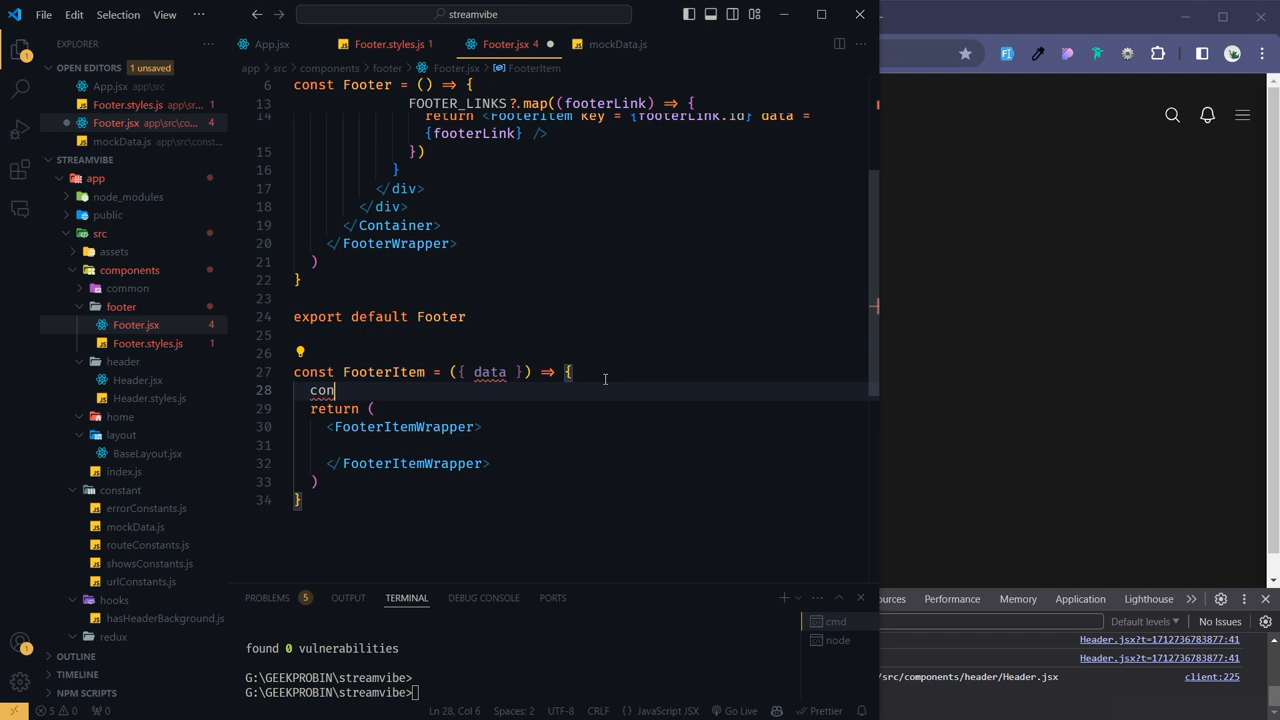 File Edit Selection View ... streamvibe
EXPLORER ...
App.jsx Footer.styles.js 1 Footer.jsx 4 mockData.js
OPEN EDITORS 1 unsaved
app > src > components > footer > Footer.jsx > FooterItem
App.jsx app\src
Footer.styles.js app\sr... 1
Footer.jsx app\src\co... 4
mockData.js app\src\const...
STREAMVIBE
app
node_modules
public
src
assets
components
common
footer
Footer.jsx 4
Footer.styles.js 1
header
Header.jsx
Header.styles.js
home
layout
BaseLayout.jsx
index.js
constant
errorConstants.js
mockData.js
routeConstants.js
showsConstants.js
urlConstants.js
hooks
hasHeaderBackground.js
redux
OUTLINE
TIMELINE
NPM SCRIPTS
6 const Footer = () => {
13 FOOTER_LINKS?.map((footerLink) => {
14 return <FooterItem key = {footerLink.id} data =
{footerLink} />
15 })
16 }
17 </div>
18 </div>
19 </Container>
20 </FooterWrapper>
21 )
22 }
23
24 export default Footer
25
26
27 const FooterItem = ({ data }) => {
28 con
29 return (
30 <FooterItemWrapper>
31
32 </FooterItemWrapper>
33 )
34 }
PROBLEMS 5 OUTPUT TERMINAL DEBUG CONSOLE PORTS
found 0 vulnerabilities
G:\GEEKPROBIN\streamvibe>
G:\GEEKPROBIN\streamvibe>
cmd
node
5 0 0 Ln 28, Col 6 Spaces: 2 UTF-8 CRLF {} JavaScript JSX Go Live Prettier
ources Performance Memory Application Lighthouse
Default levels No Issues
Header.jsx?t=1712736783877:41
Header.jsx?t=1712736783877:41
/src/components/header/Header.jsx client:225